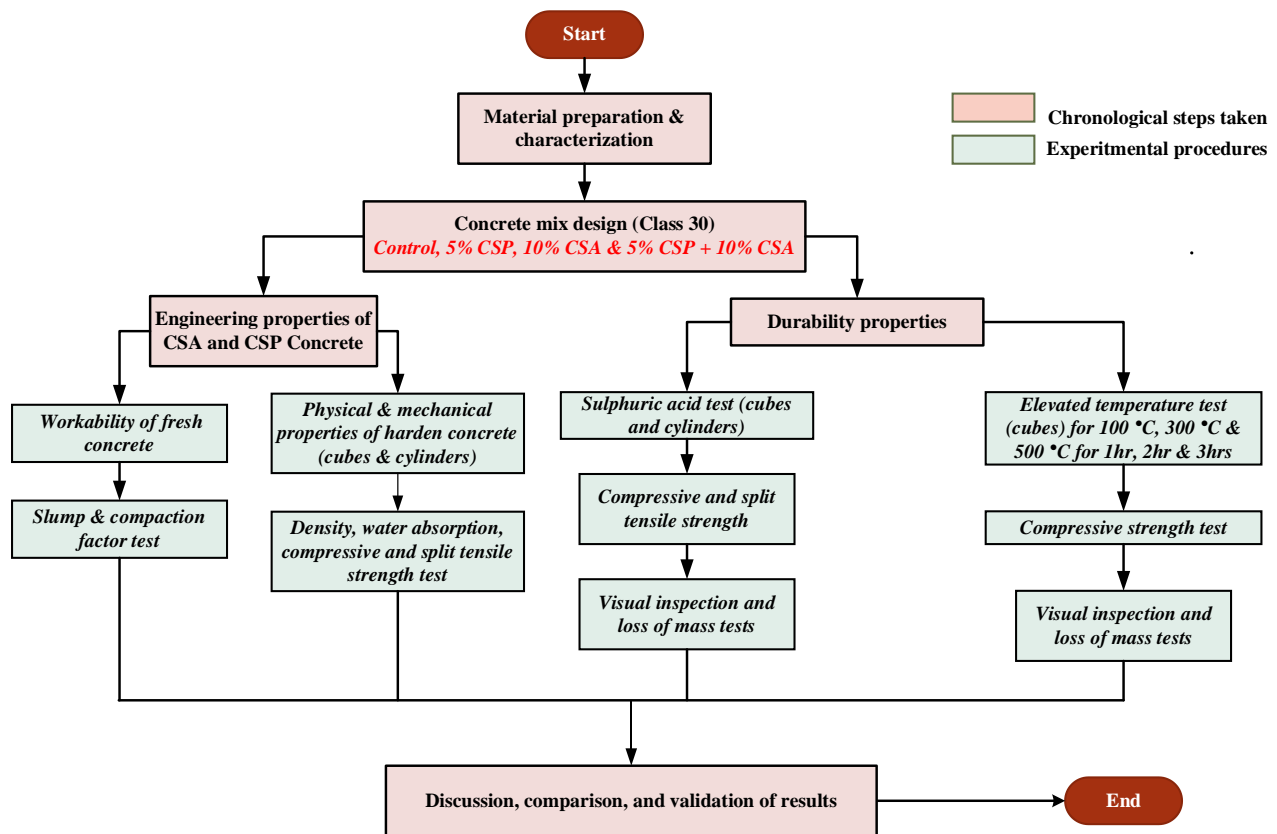 Start
Material preparation &
characterization
Chronological steps taken
Experitmental procedures
Concrete mix design (Class 30)
Control, 5% CSP, 10% CSA & 5% CSP + 10% CSA
.
Engineering properties of
CSA and CSP Concrete
Durability properties
Workability of fresh
concrete
Physical & mechanical
properties of harden concrete
(cubes & cylinders)
Sulphuric acid test (cubes
and cylinders)
Elevated temperature test
(cubes) for 100 °C, 300 °C &
500 °C for 1hr, 2hr & 3hrs
Slump & compaction
factor test
Density, water absorption,
compressive and split tensile
strength test
Compressive and split
tensile strength
Compressive strength test
Visual inspection and
loss of mass tests
Visual inspection and
loss of mass tests
Discussion, comparison, and validation of results
End